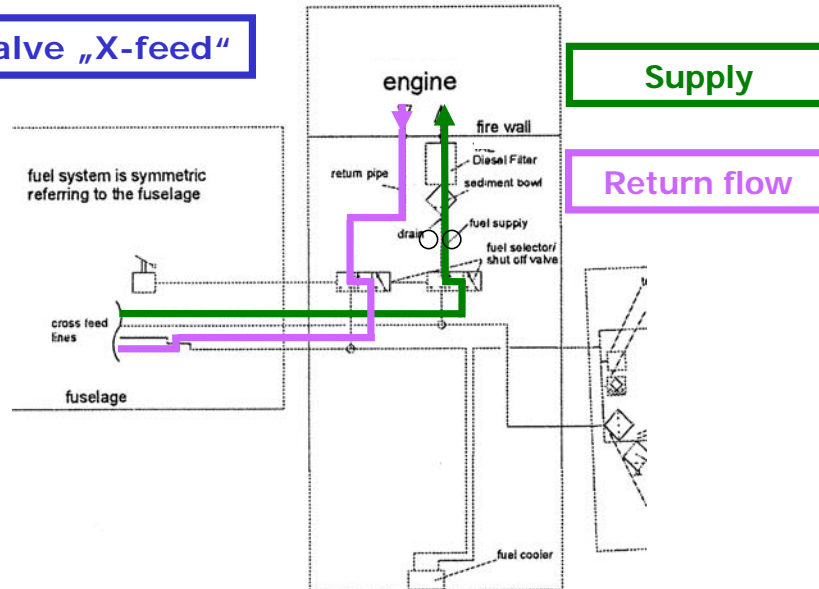 alve „X-feed“
engine
Supply
fire wall
fuel system is symmetric
referring to the fuselage
return pipe
Diesel Filter
sediment bowl
Return flow
drain
fuel supply
fuel selector/
shut off valve
cross feed
lines
fuselage
fuel cooler